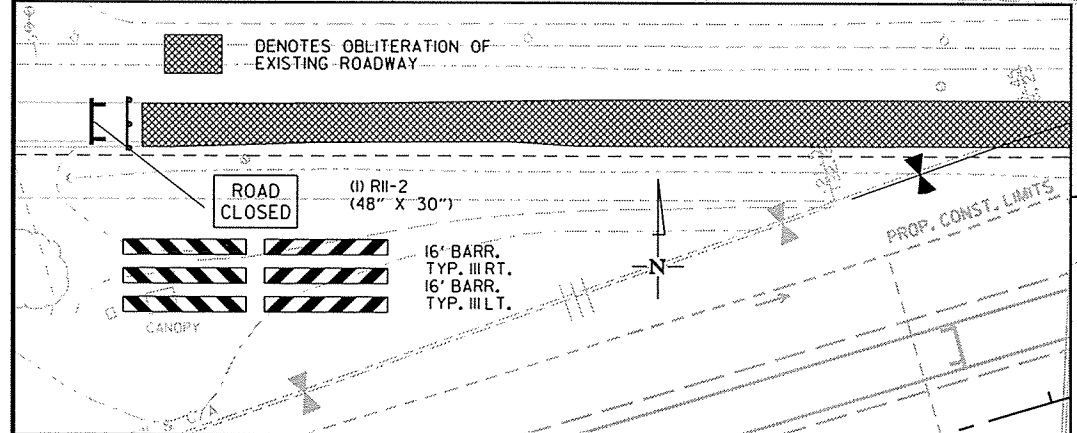 DENOTES OBLITERATION OF
EXISTING ROADWAY
ROAD
CLOSED
(1) R11-2
(48" X 30")
16' BARR.
TYP. III RT.
16' BARR.
TYP. III LT.
N
PROP. CONST. LIMITS
CANOPY